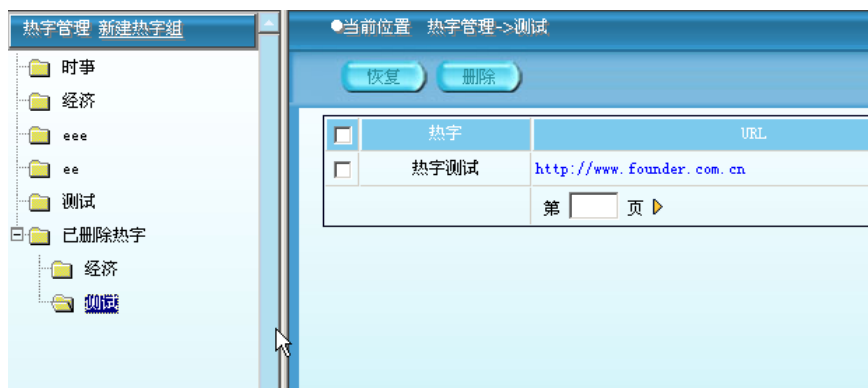 热字管理 新建热字组
时事
经济
eee
ee
测试
已删除热字
经济
测试
●当前位置 热字管理->测试
恢复 删除
热字 URL
热字测试 http://www.founder.com.cn
第 页